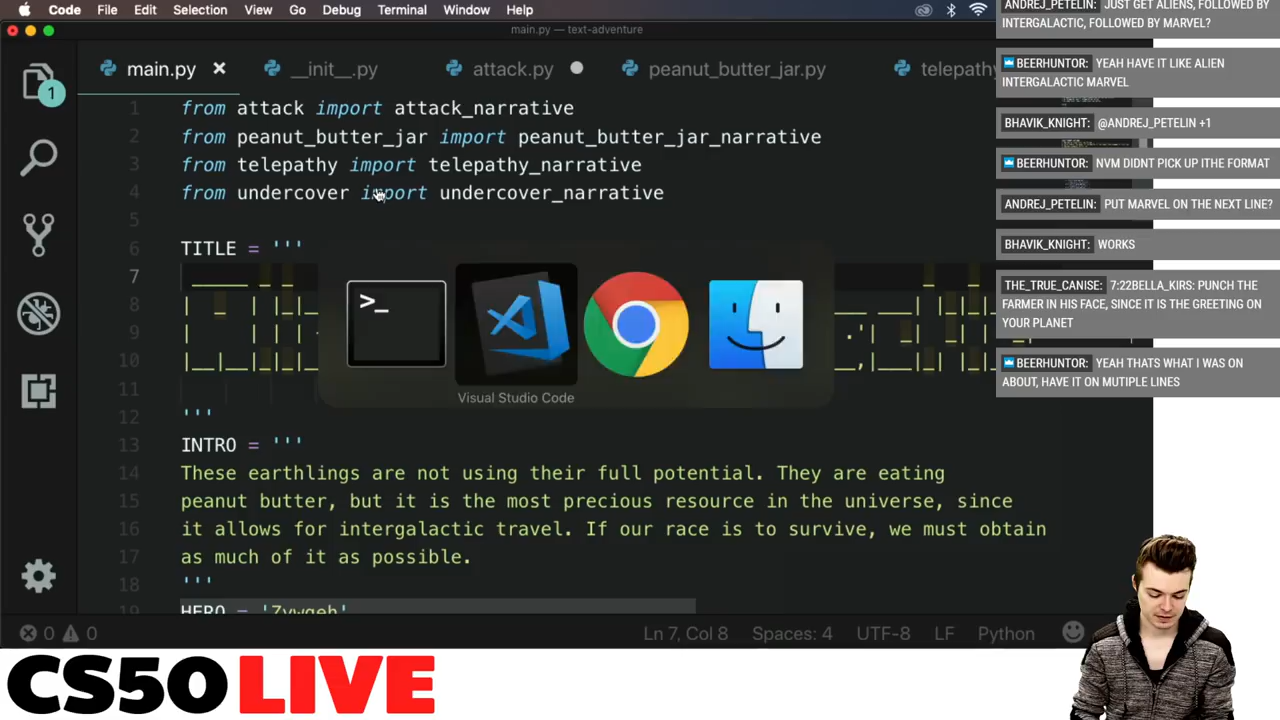 Code File Edit Selection View Go Debug Terminal Window Help
main.py — text-adventure
main.py __init__.py attack.py peanut_butter_jar.py telepathy
1
1 from attack import attack_narrative
2 from peanut_butter_jar import peanut_butter_jar_narrative
3 from telepathy import telepathy_narrative
4 from undercover import undercover_narrative
5
6 TITLE = '''
7
8
9
10
11
12 '''
13 INTRO = '''
14 These earthlings are not using their full potential. They are eating
15 peanut butter, but it is the most precious resource in the universe, since
16 it allows for intergalactic travel. If our race is to survive, we must obtain
17 as much of it as possible.
18 '''
19 HERO = 'Zywqeh'
>_
Visual Studio Code
0 0 Ln 7, Col 8 Spaces: 4 UTF-8 LF Python
ANDREJ_PETELIN: JUST GET ALIENS, FOLLOWED BY
INTERGALACTIC, FOLLOWED BY MARVEL?
BEERHUNTOR: YEAH HAVE IT LIKE ALIEN
INTERGALACTIC MARVEL
BHAVIK_KNIGHT: @ANDREJ_PETELIN +1
BEERHUNTOR: NVM DIDNT PICK UP ITHE FORMAT
ANDREJ_PETELIN: PUT MARVEL ON THE NEXT LINE?
BHAVIK_KNIGHT: WORKS
THE_TRUE_CANISE: 7:22BELLA_KIRS: PUNCH THE
FARMER IN HIS FACE, SINCE IT IS THE GREETING ON
YOUR PLANET
BEERHUNTOR: YEAH THATS WHAT I WAS ON
ABOUT, HAVE IT ON MUTIPLE LINES
CS50 LIVE